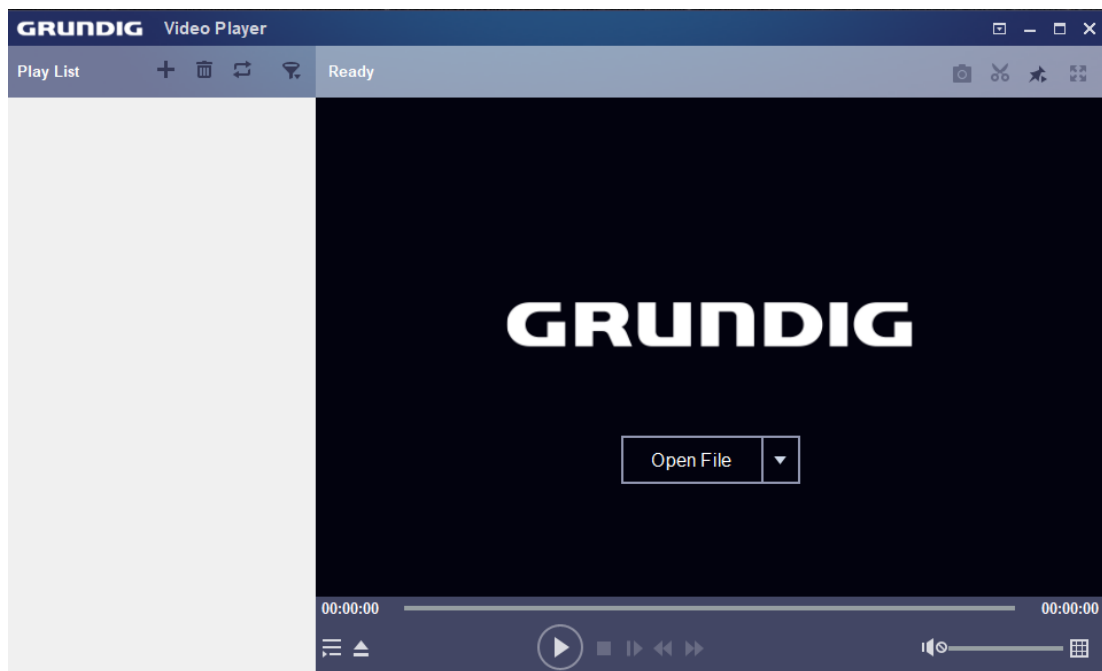 GRUNDIG Video Player
Play List
Ready
GRUNDIG
Open File
00:00:00
00:00:00